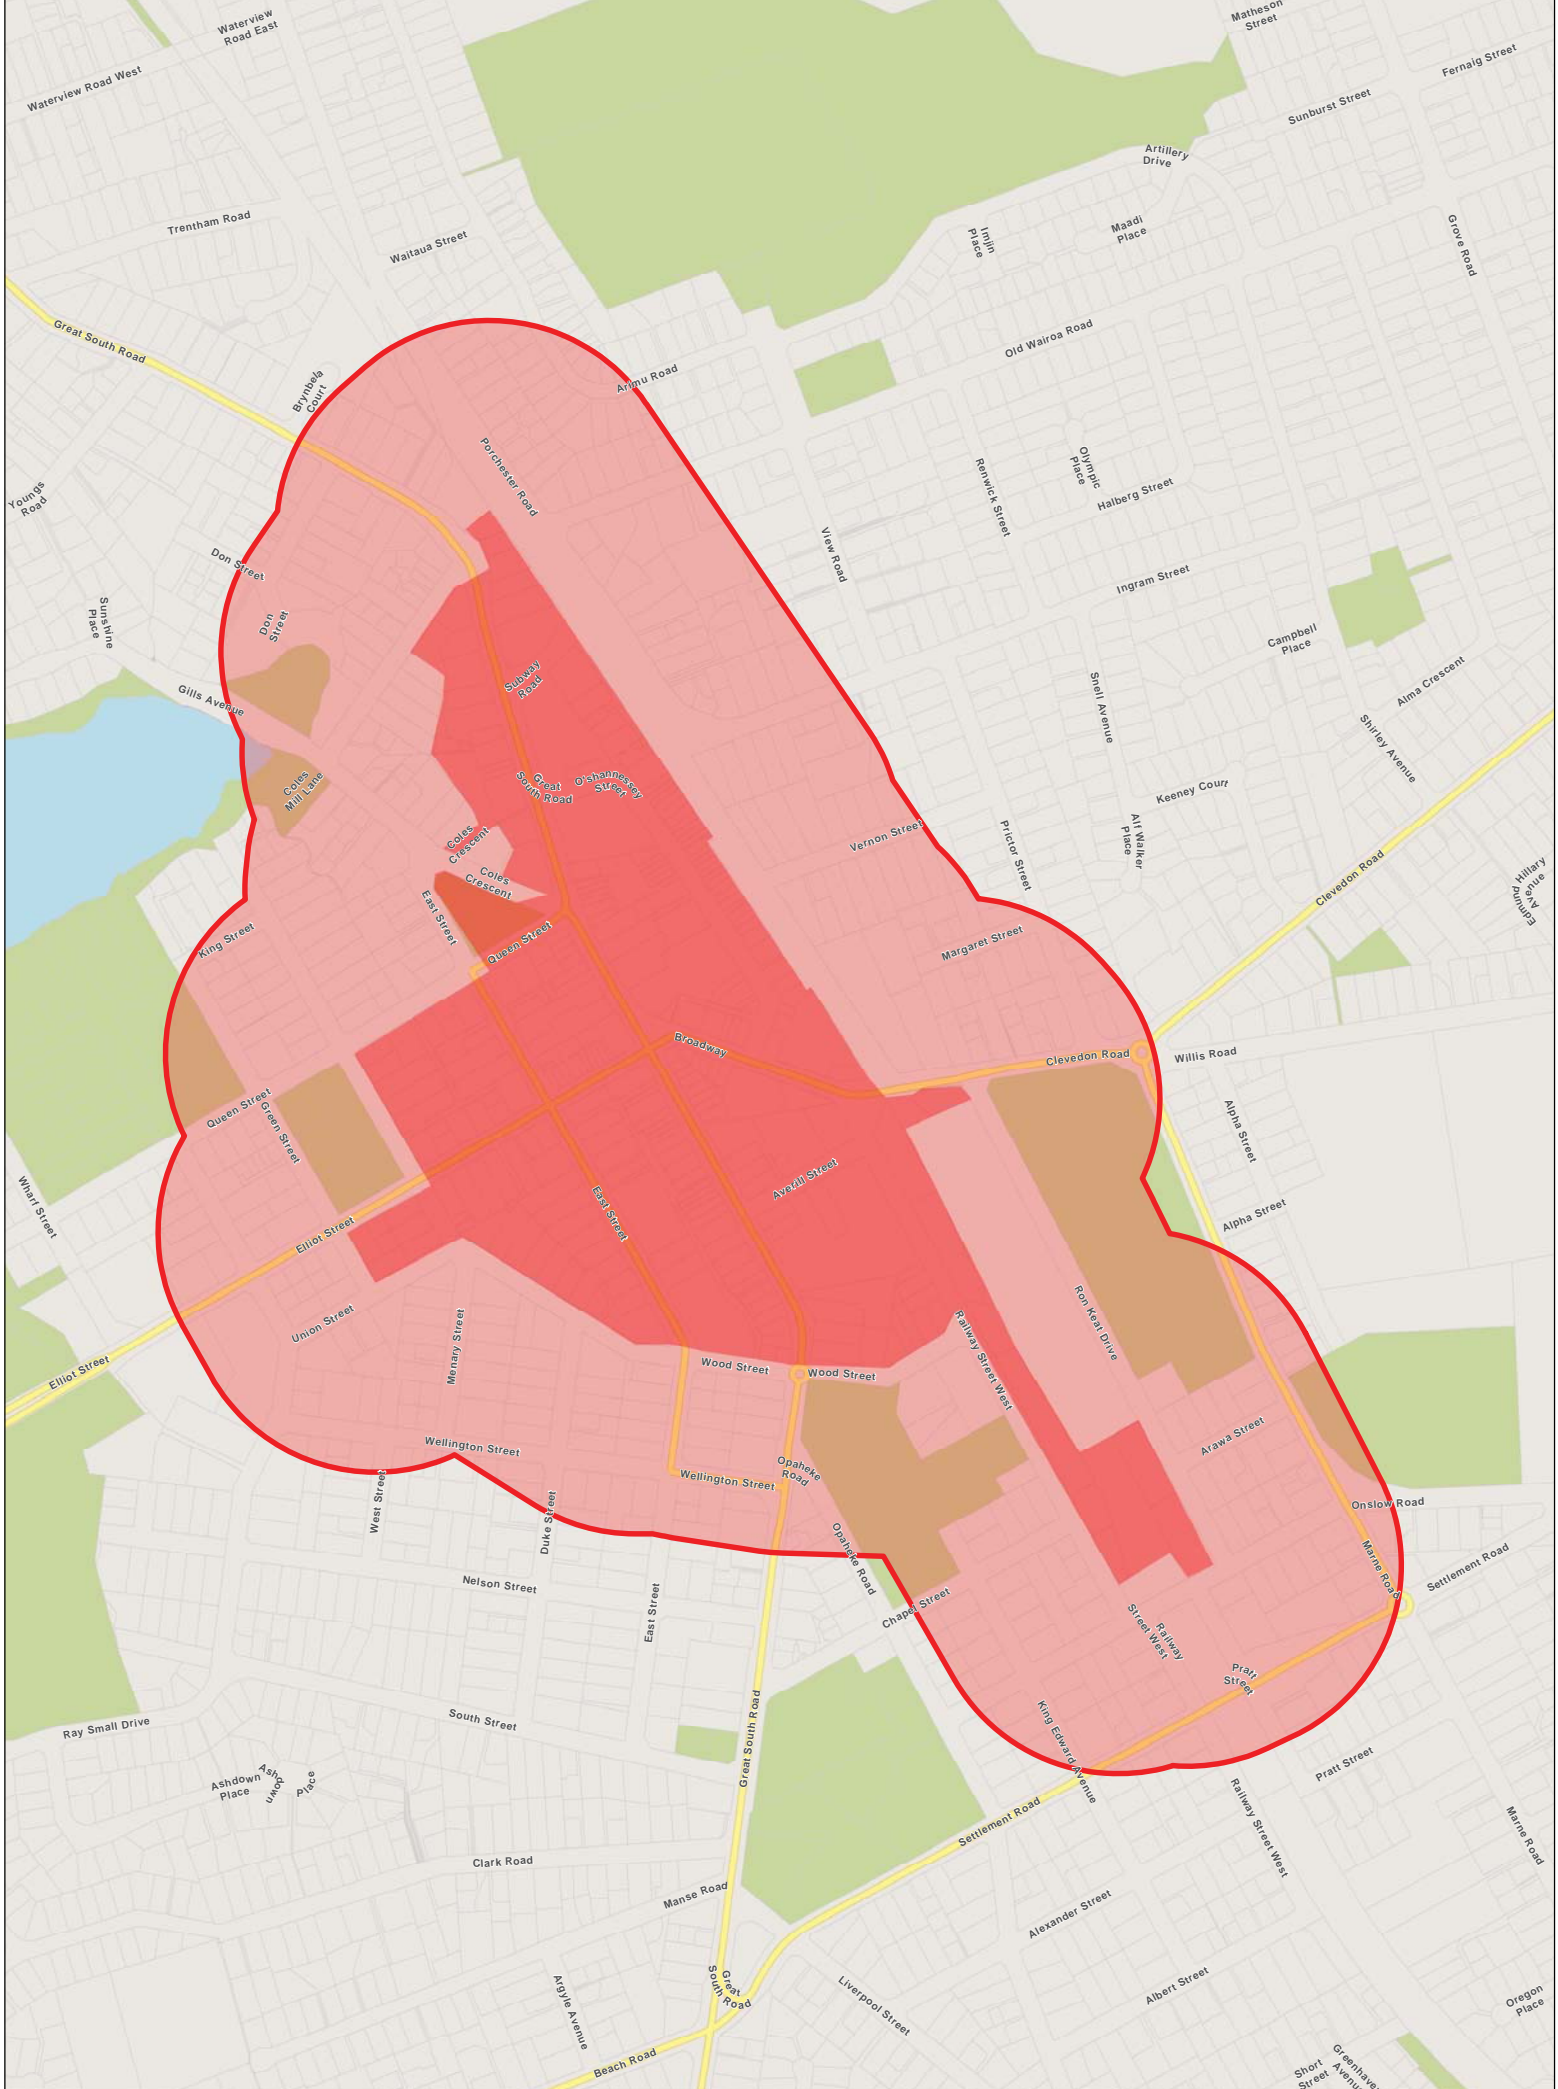 Waterview
Road East
Matheson
Street
Waterview Road West
Fernaig Street
Sunburst Street
Artillery
Drive
Trentham Road
Waitaua Street
Imjin
Place
Maadi
Place
Grove Road
Great South Road
Old Wairoa Road
Brynbela
Court
Arimu Road
Porchester Road
Youngs
Road
Renwick Street
Olympic
Place
Halberg Street
View Road
Don Street
Ingram Street
Sunshine
Place
Don
Street
Campbell
Place
Subway
Road
Gills Avenue
Snell Avenue
Alma Crescent
Shirley Avenue
Coles
Mill Lane
Great
South Road
O'shannessey
Street
Keeney Court
Coles
Crescent
Vernon Street
Prictor Street
Alf Walker
Place
Clevedon Road
Coles
Crescent
Edmund
Hillary
Avenue
East Street
King Street
Queen Street
Margaret Street
Broadway
Clevedon Road
Willis Road
Queen Street
Green Street
Alpha Street
Wharf Street
Averill Street
East Street
Alpha Street
Elliot Street
Union Street
Menary Street
Railway Street West
Ron Keat Drive
Elliot Street
Wood Street
Wood Street
Wellington Street
Arawa Street
Wellington Street
Opaheke
Road
West Street
Duke Street
Onslow Road
Opaheke Road
Marne Road
Settlement Road
Nelson Street
East Street
Chapel Street
Railway
Street West
Pratt
Street
Great South Road
King Edward Avenue
Ray Small Drive
South Street
Ashdown
Place
Ashdown
Place
Pratt Street
Railway Street West
Settlement Road
Marne Road
Clark Road
Manse Road
Alexander Street
Argyle Avenue
Great
South Road
Liverpool Street
Albert Street
Oregon
Place
Beach Road
Short
Street